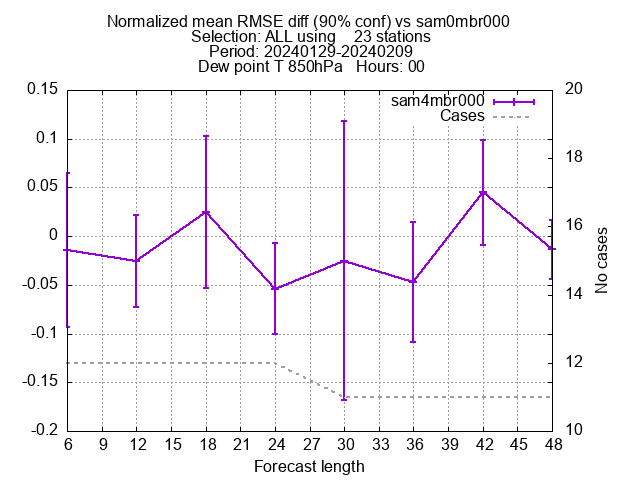 Normalized mean RMSE diff (90% conf) vs sam0mbr000
Selection: ALL using    23 stations
Period: 20240129-20240209
Dew point T 850hPa   Hours: 00
sam4mbr000
Cases
0.15
0.1
0.05
0
-0.05
-0.1
-0.15
-0.2
20
18
16
14
12
10
No cases
6 12 15 18 21 24 27 30 33 36 39 42 45 48
Forecast length